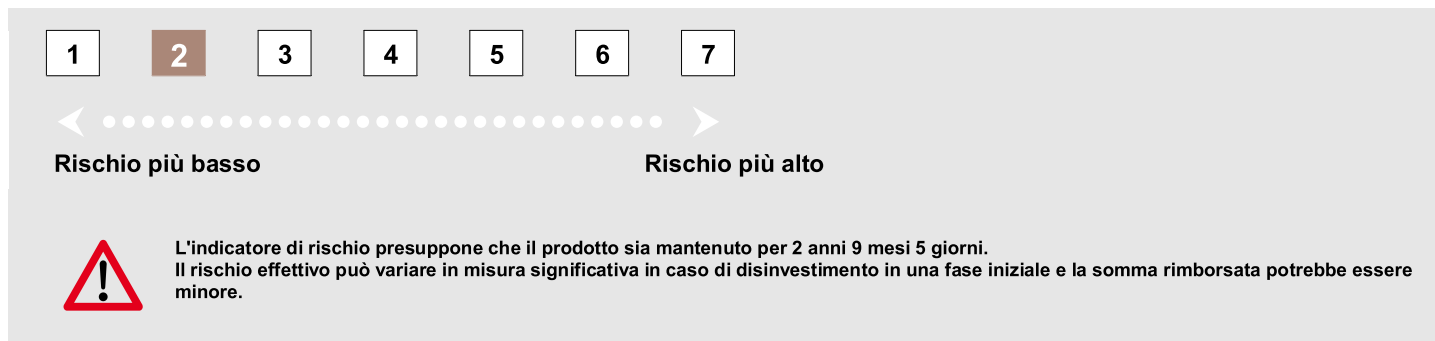 1 2 3 4 5 6 7
Rischio più basso Rischio più alto
L'indicatore di rischio presuppone che il prodotto sia mantenuto per 2 anni 9 mesi 5 giorni.
Il rischio effettivo può variare in misura significativa in caso di disinvestimento in una fase iniziale e la somma rimborsata potrebbe essere
minore.